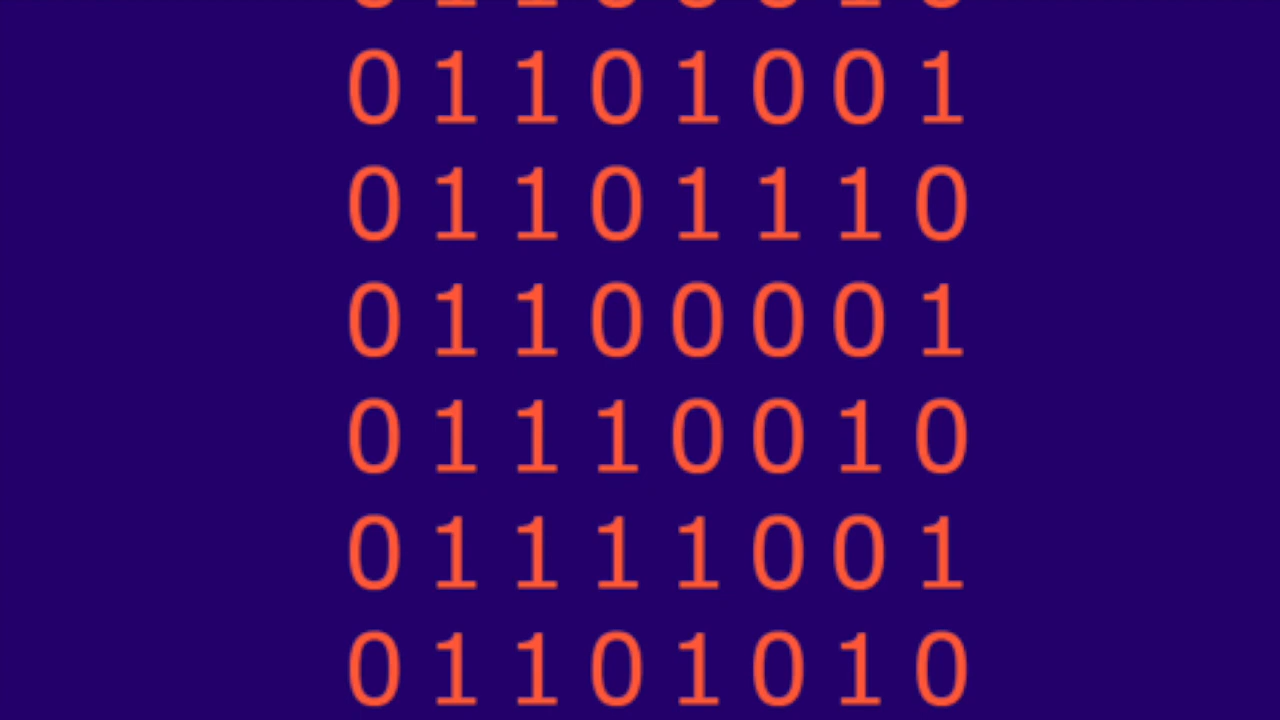 0 1 1 0 1 0 0 1
0 1 1 0 1 1 1 0
0 1 1 0 0 0 0 1
0 1 1 1 0 0 1 0
0 1 1 1 1 0 0 1
0 1 1 0 1 0 1 0